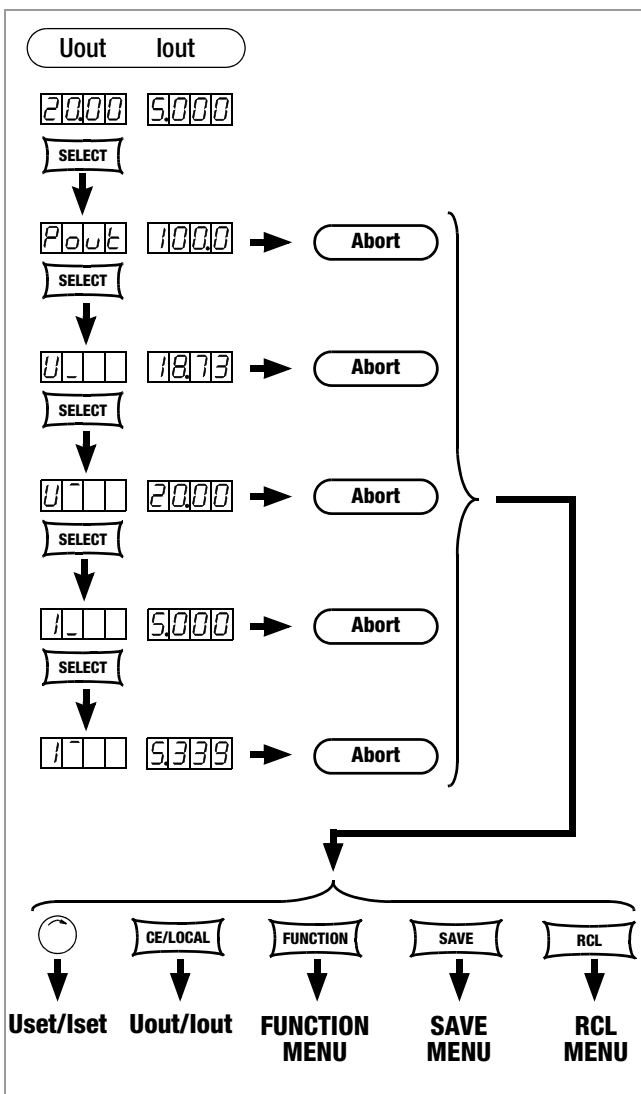 Uout Iout
20.00 5.000
SELECT
Pout 100.0 Abort
SELECT
U_ 18.73 Abort
SELECT
U¯ 20.00 Abort
SELECT
I_ 5.000 Abort
SELECT
I¯ 5.339 Abort
CE/LOCAL FUNCTION SAVE RCL
Uset/Iset Uout/Iout FUNCTION SAVE RCL
MENU MENU MENU